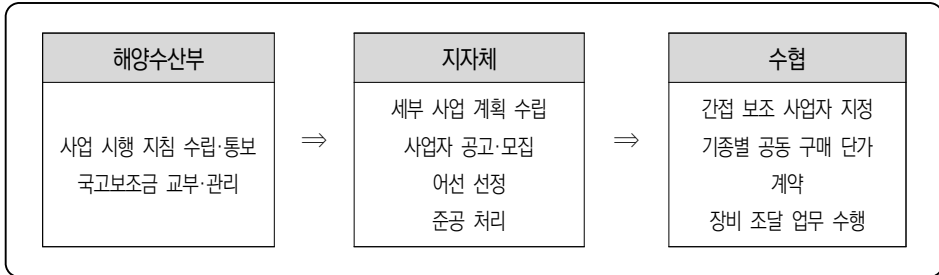 해양수산부
사업 시행 지침 수립·통보
국고보조금 교부·관리
⇒
지자체
세부 사업 계획 수립
사업자 공고·모집
어선 선정
준공 처리
⇒
수협
간접 보조 사업자 지정
기종별 공동 구매 단가
계약
장비 조달 업무 수행